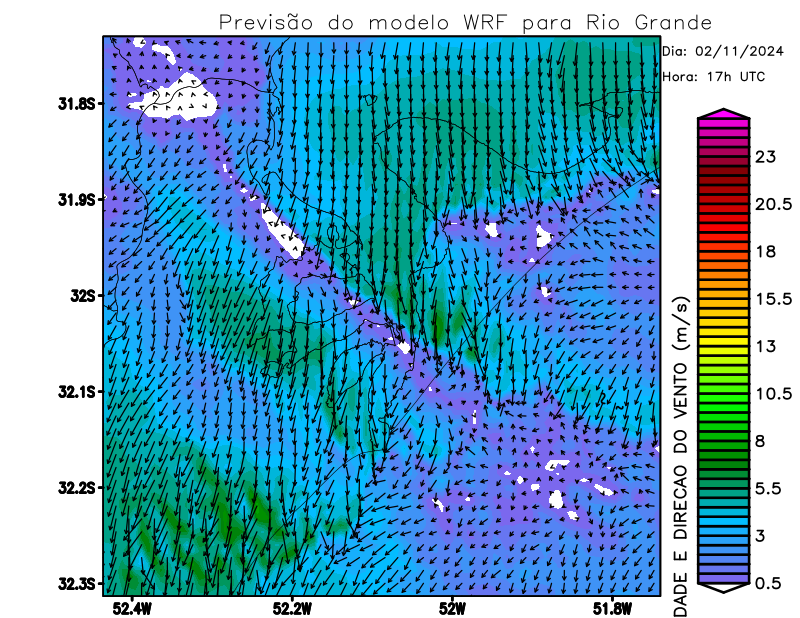 Previsão do modelo WRF para Rio Grande
Dia: 02/11/2024
Hora: 17h UTC
31.8S
31.9S
32S
32.1S
32.2S
32.3S
52.4W
52.2W
52W
51.8W
23
20.5
18
15.5
13
10.5
8
5.5
3
0.5
DADE E DIRECAO DO VENTO (m/s)